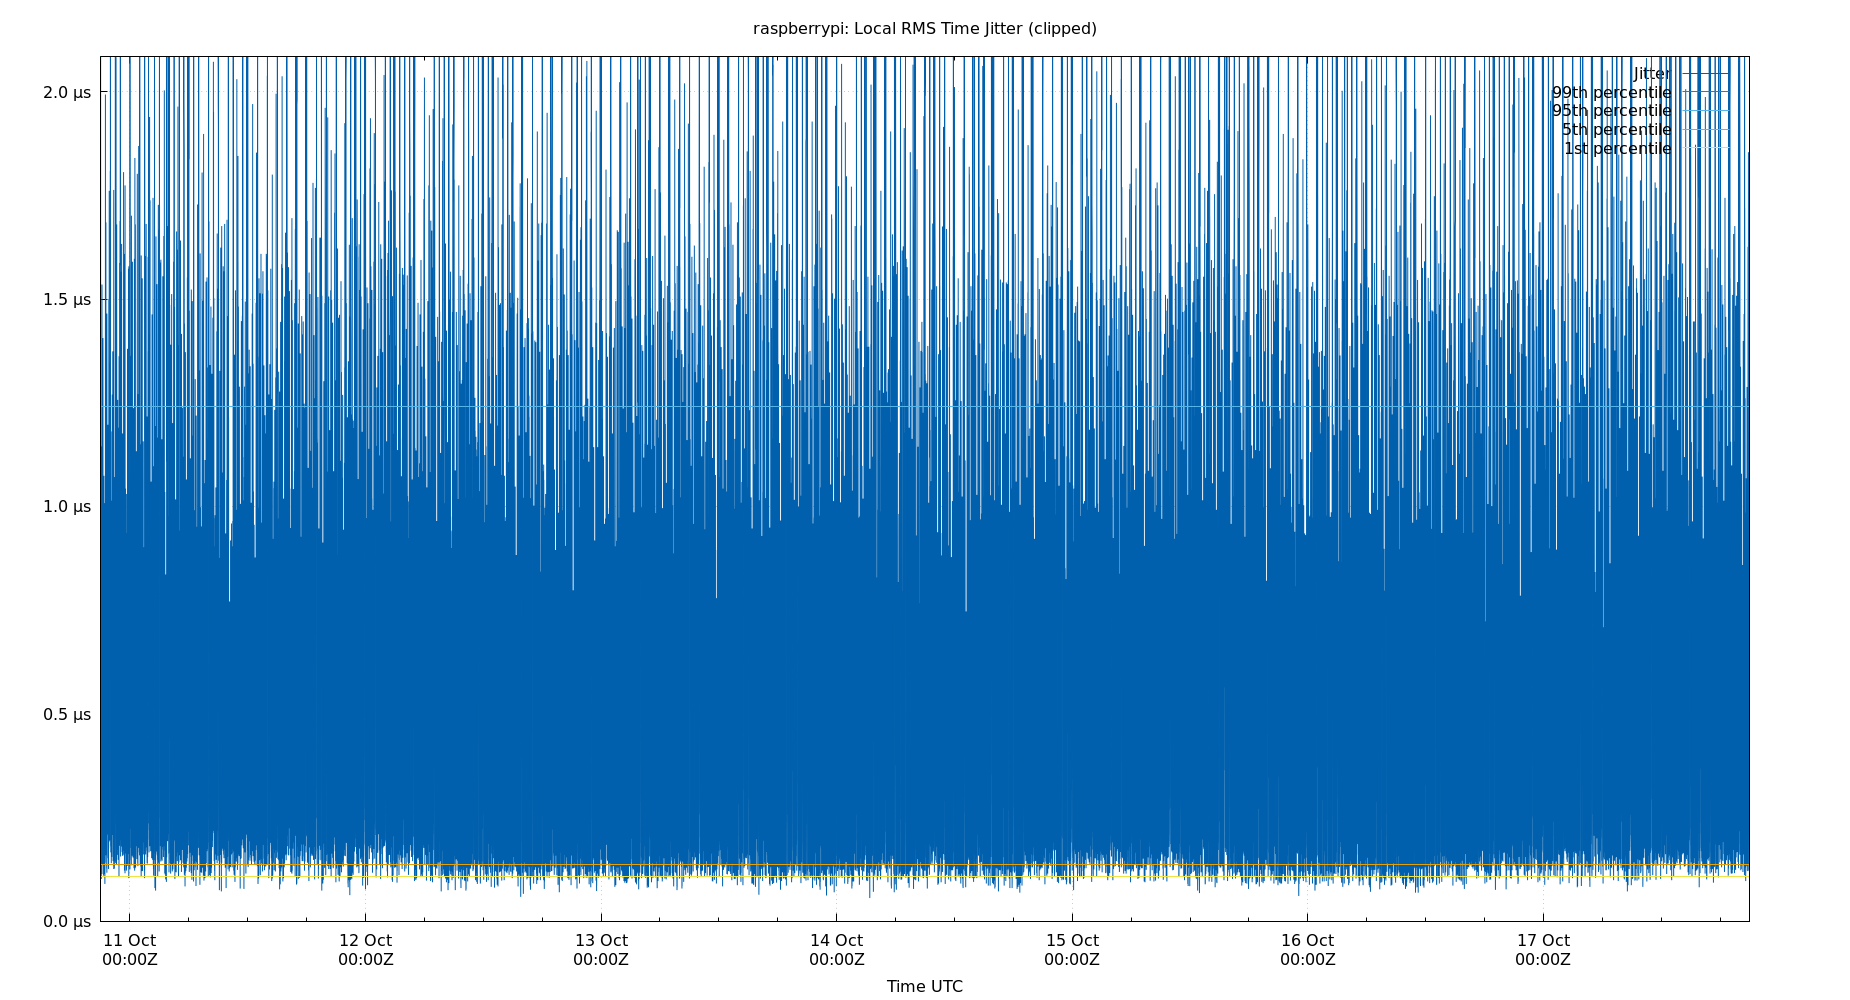 raspberrypi: Local RMS Time Jitter (clipped)
Jitter
99th percentile
95th percentile
5th percentile
1st percentile
2.0 µs
1.5 µs
1.0 µs
0.5 µs
0.0 µs
11 Oct 12 Oct 13 Oct 14 Oct 15 Oct 16 Oct 17 Oct
00:00Z 00:00Z 00:00Z 00:00Z 00:00Z 00:00Z 00:00Z
Time UTC